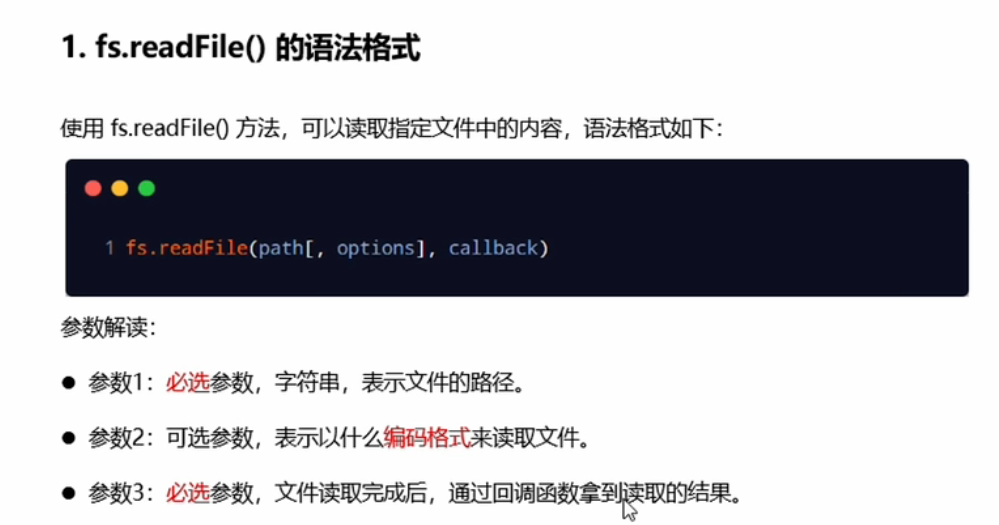 1. fs.readFile() 的语法格式
使用 fs.readFile() 方法，可以读取指定文件中的内容，语法格式如下：
1 fs.readFile(path[, options], callback)
参数解读：
● 参数1：必选参数，字符串，表示文件的路径。
● 参数2：可选参数，表示以什么编码格式来读取文件。
● 参数3：必选参数，文件读取完成后，通过回调函数拿到读取的结果。